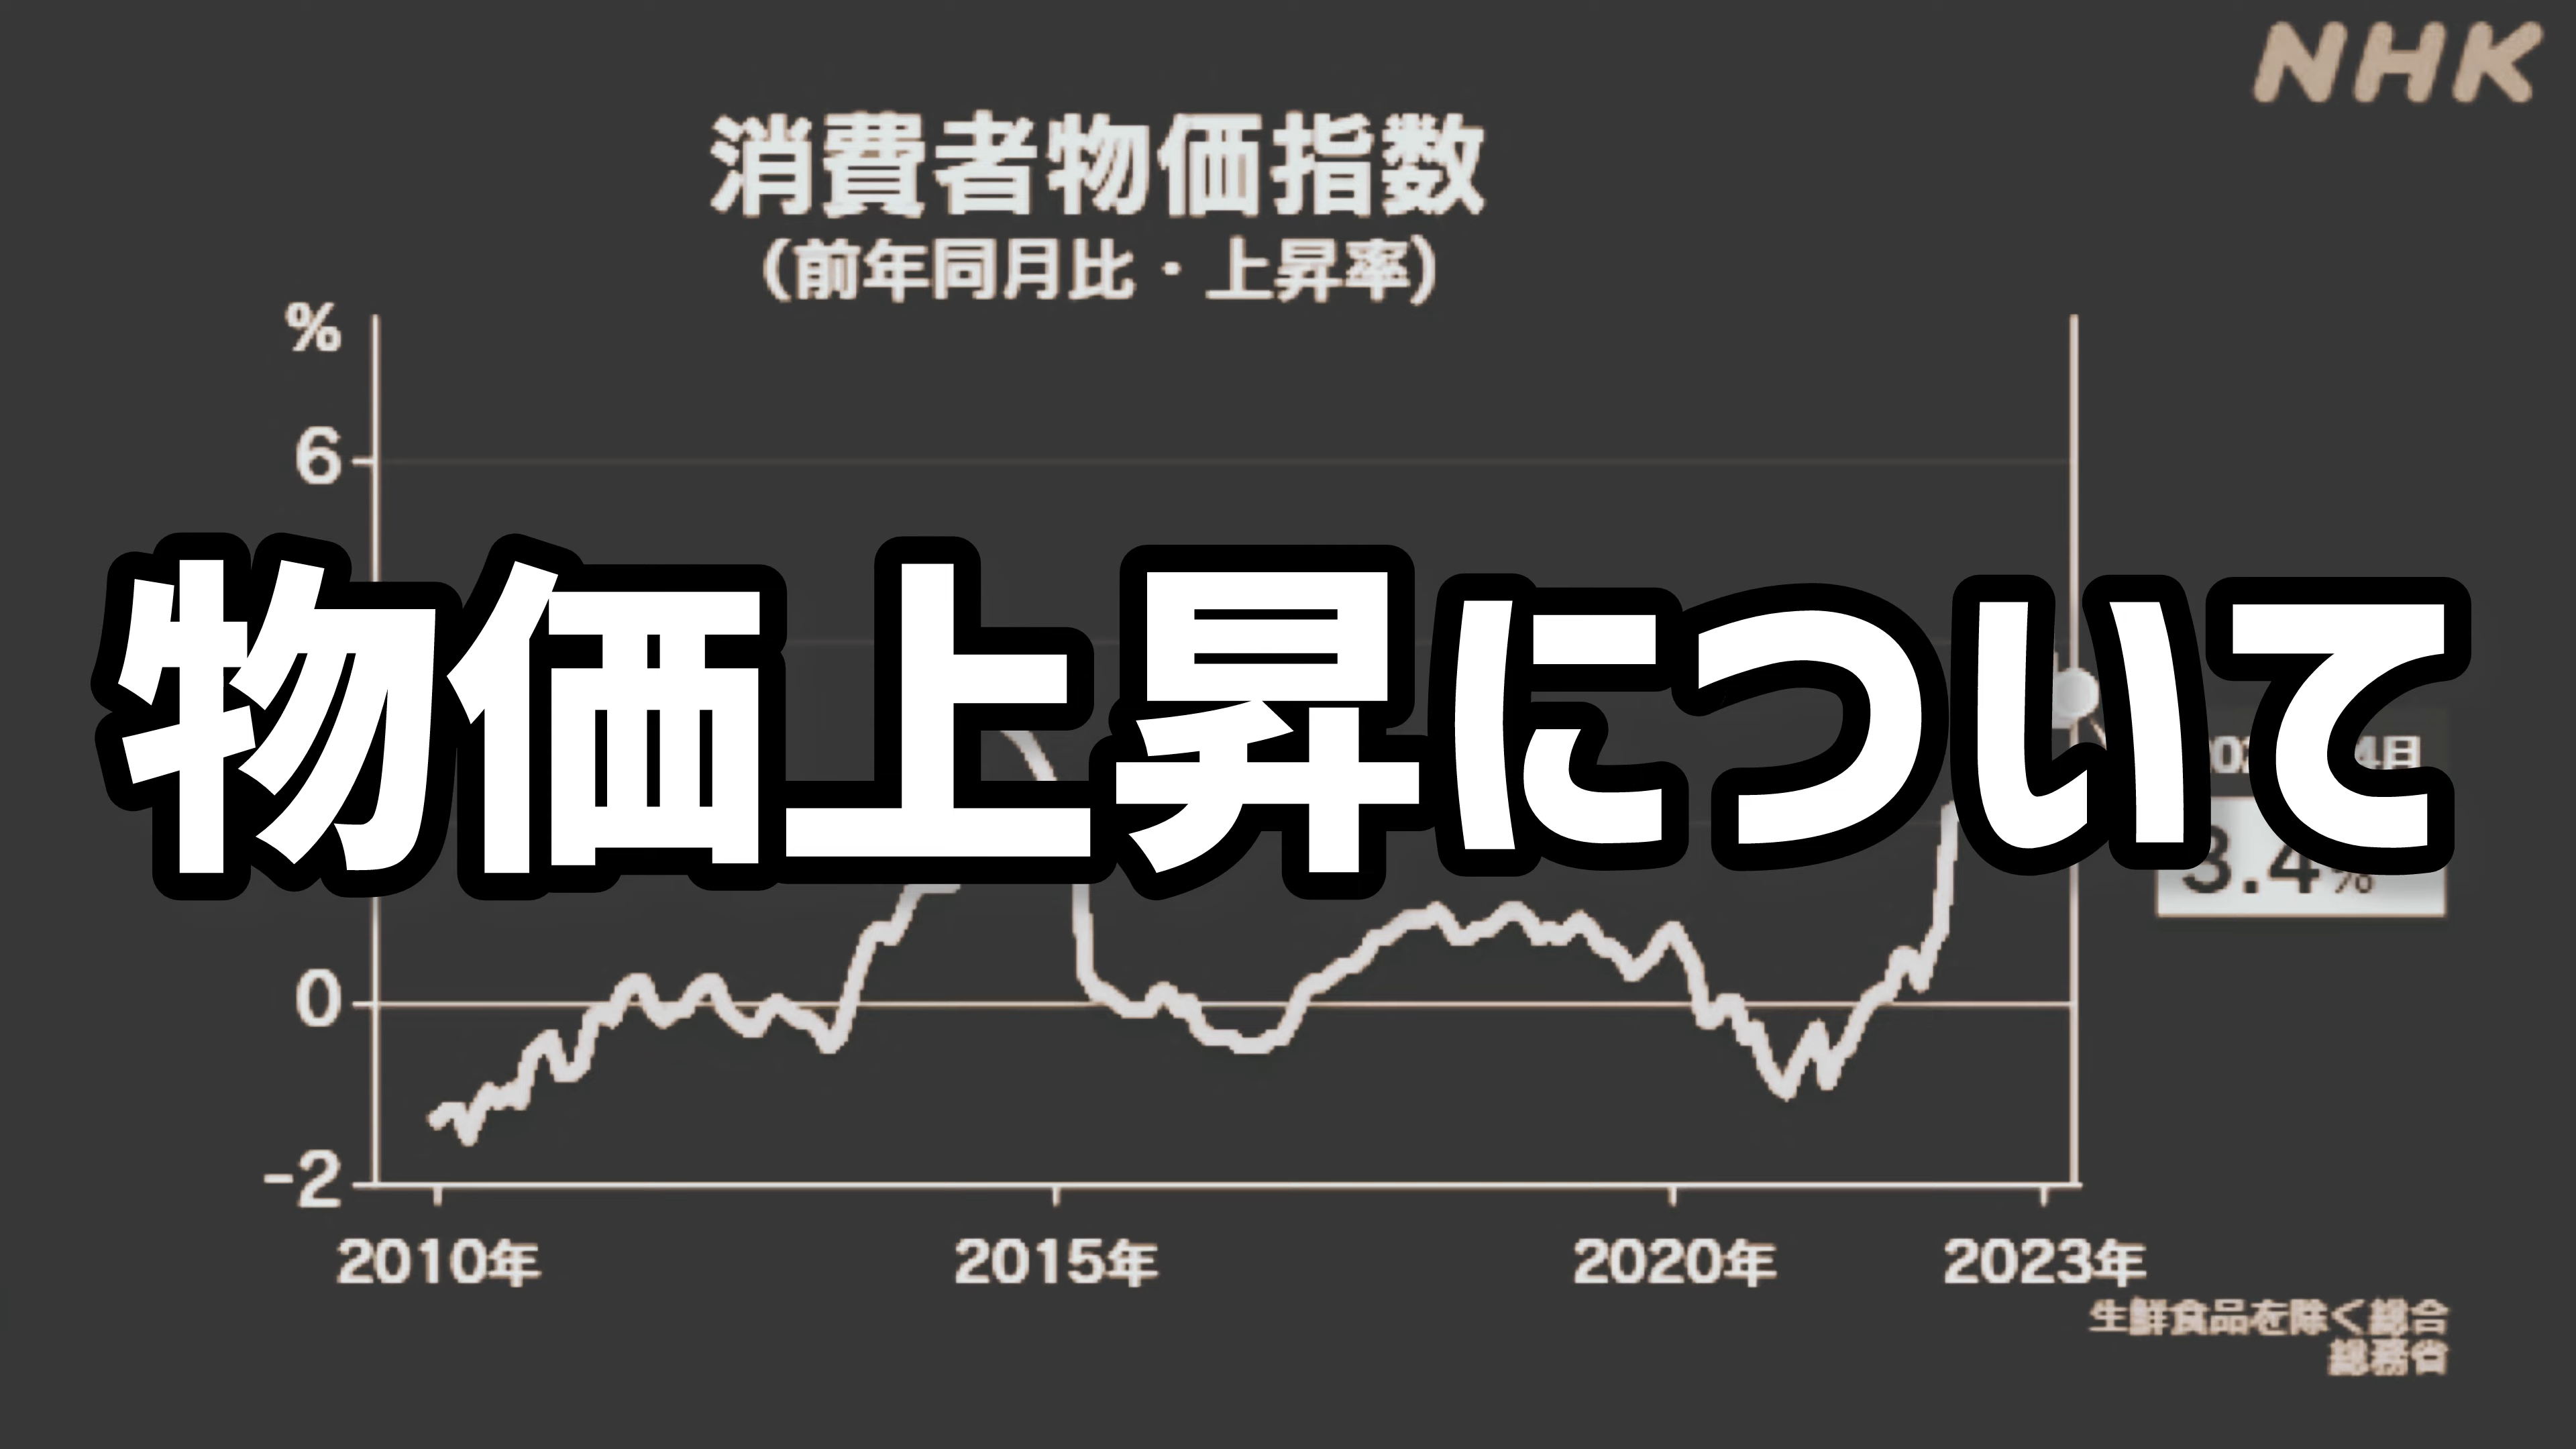 NHK
消費者物価指数
（前年同月比・上昇率）
%
6
物価上昇について
4月
3.4%
0
-2
2010年
2015年
2020年
2023年
生鮮食品を除く総合
総務省